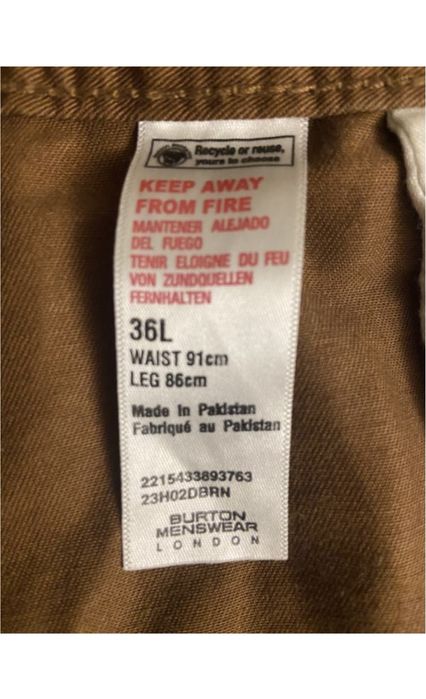 Recycle or reuse,
yours to choose
KEEP AWAY
FROM FIRE
MANTENER ALEJADO
DEL FUEGO
TENIR ELOIGNE DU FEU
VON ZUNDQUELLEN
FERNHALTEN
36L
WAIST 91cm
LEG 86cm
Made in Pakistan
Fabriqué au Pakistan
2215433893763
23H02DBRN
BURTON
MENSWEAR
LONDON